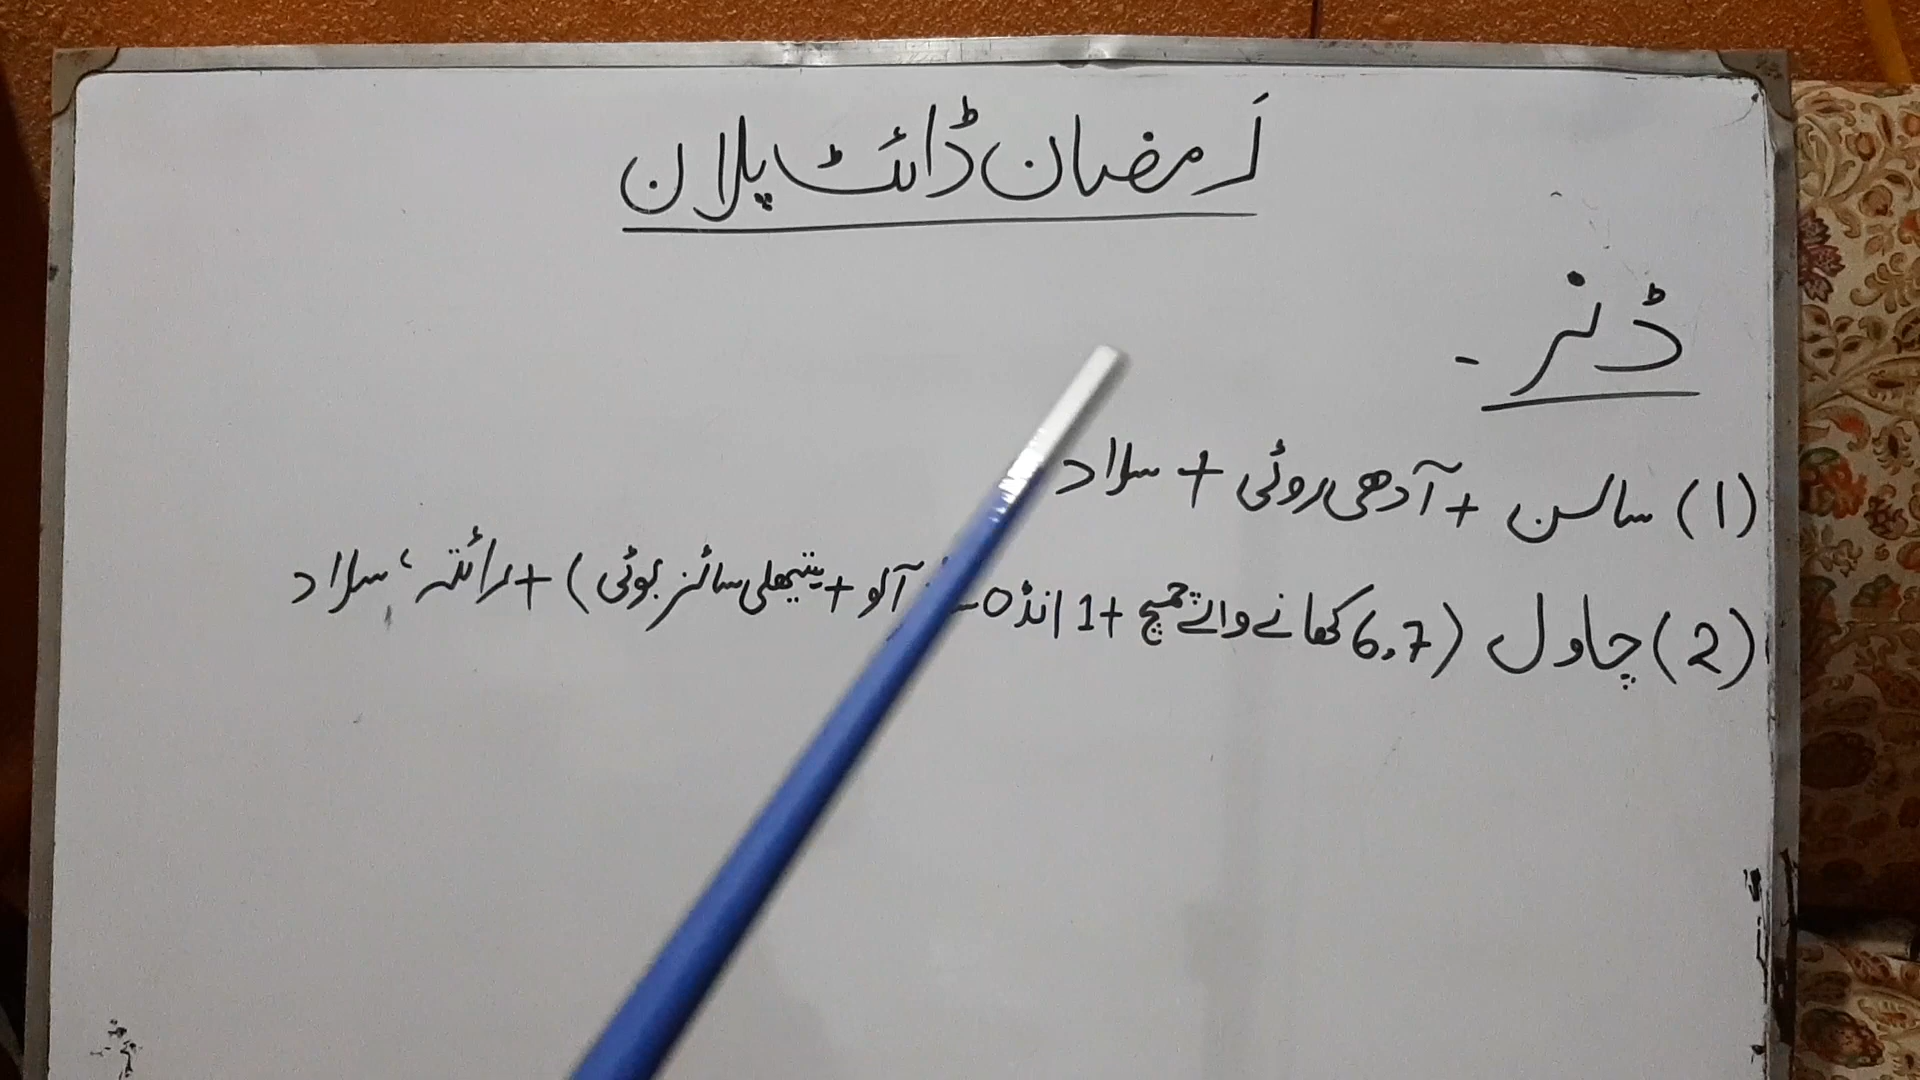 رمضان ڈائٹ پلان
ڈنر -
(1) سالن + آدھی روٹی + سلاد
(2) چاول (6,7 کھانے والے چمچ + 1 انڈہ آلو + ہتھیلی سائز بوٹی) + رائتہ، سلاد